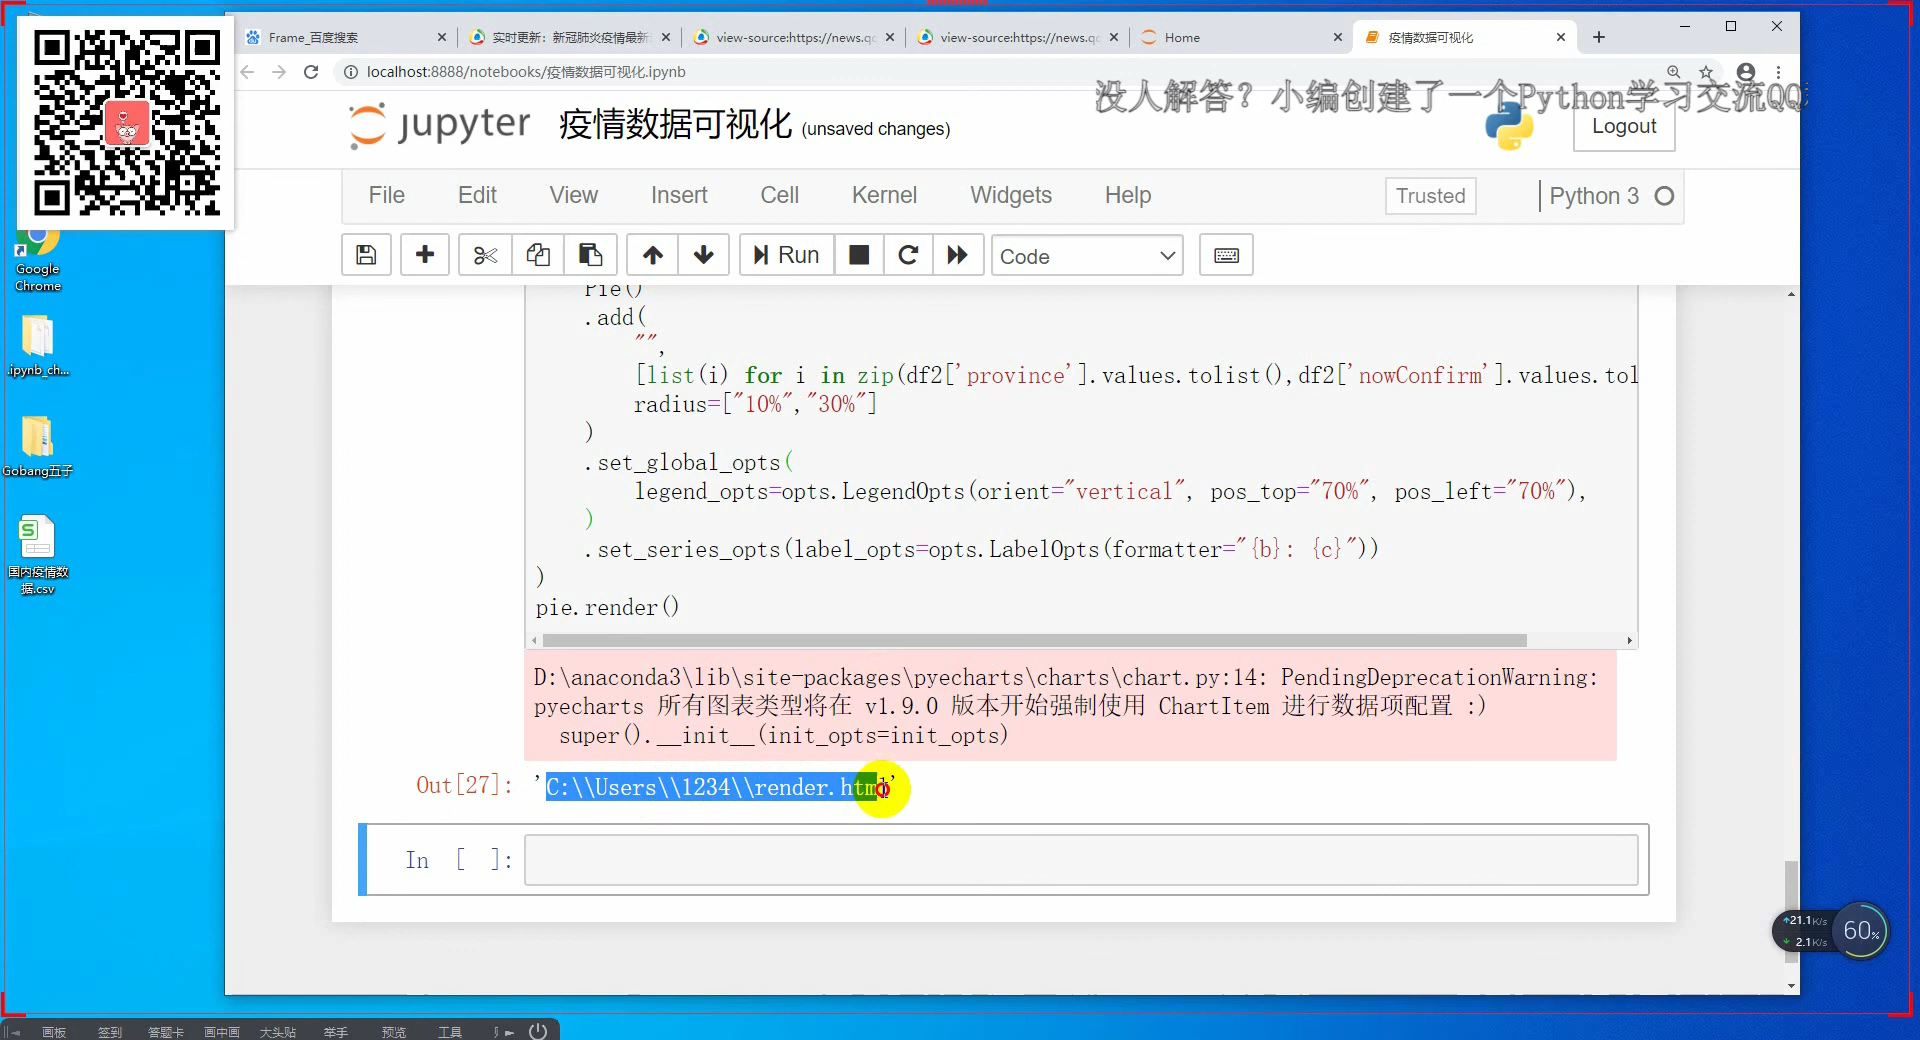 Frame_百度搜索
实时更新：新冠肺炎疫情最新
view-source:https://news.qc
view-source:https://news.qc
Home
疫情数据可视化
localhost:8888/notebooks/疫情数据可视化.ipynb
没人解答？小编创建了一个Python学习交流QQ
jupyter 疫情数据可视化 (unsaved changes)
Logout
File Edit View Insert Cell Kernel Widgets Help
Trusted
Python 3
Run
Code
Google Chrome
.ipynb_ch...
Gobang五子
国内疫情数据.csv
Pie()
.add(
"",
[list(i) for i in zip(df2['province'].values.tolist(),df2['nowConfirm'].values.tol
radius=["10%","30%"]
)
.set_global_opts(
legend_opts=opts.LegendOpts(orient="vertical", pos_top="70%", pos_left="70%"),
)
.set_series_opts(label_opts=opts.LabelOpts(formatter="{b}: {c}"))
)
pie.render()
D:\anaconda3\lib\site-packages\pyecharts\charts\chart.py:14: PendingDeprecationWarning:
pyecharts 所有图表类型将在 v1.9.0 版本开始强制使用 ChartItem 进行数据项配置 :)
super().__init__(init_opts=init_opts)
Out[27]: 'C:\\Users\\1234\\render.html'
In [ ]:
21.1K/s
2.1K/s
60%
画板 签到 答题卡 画中画 大头贴 举手 预览 工具